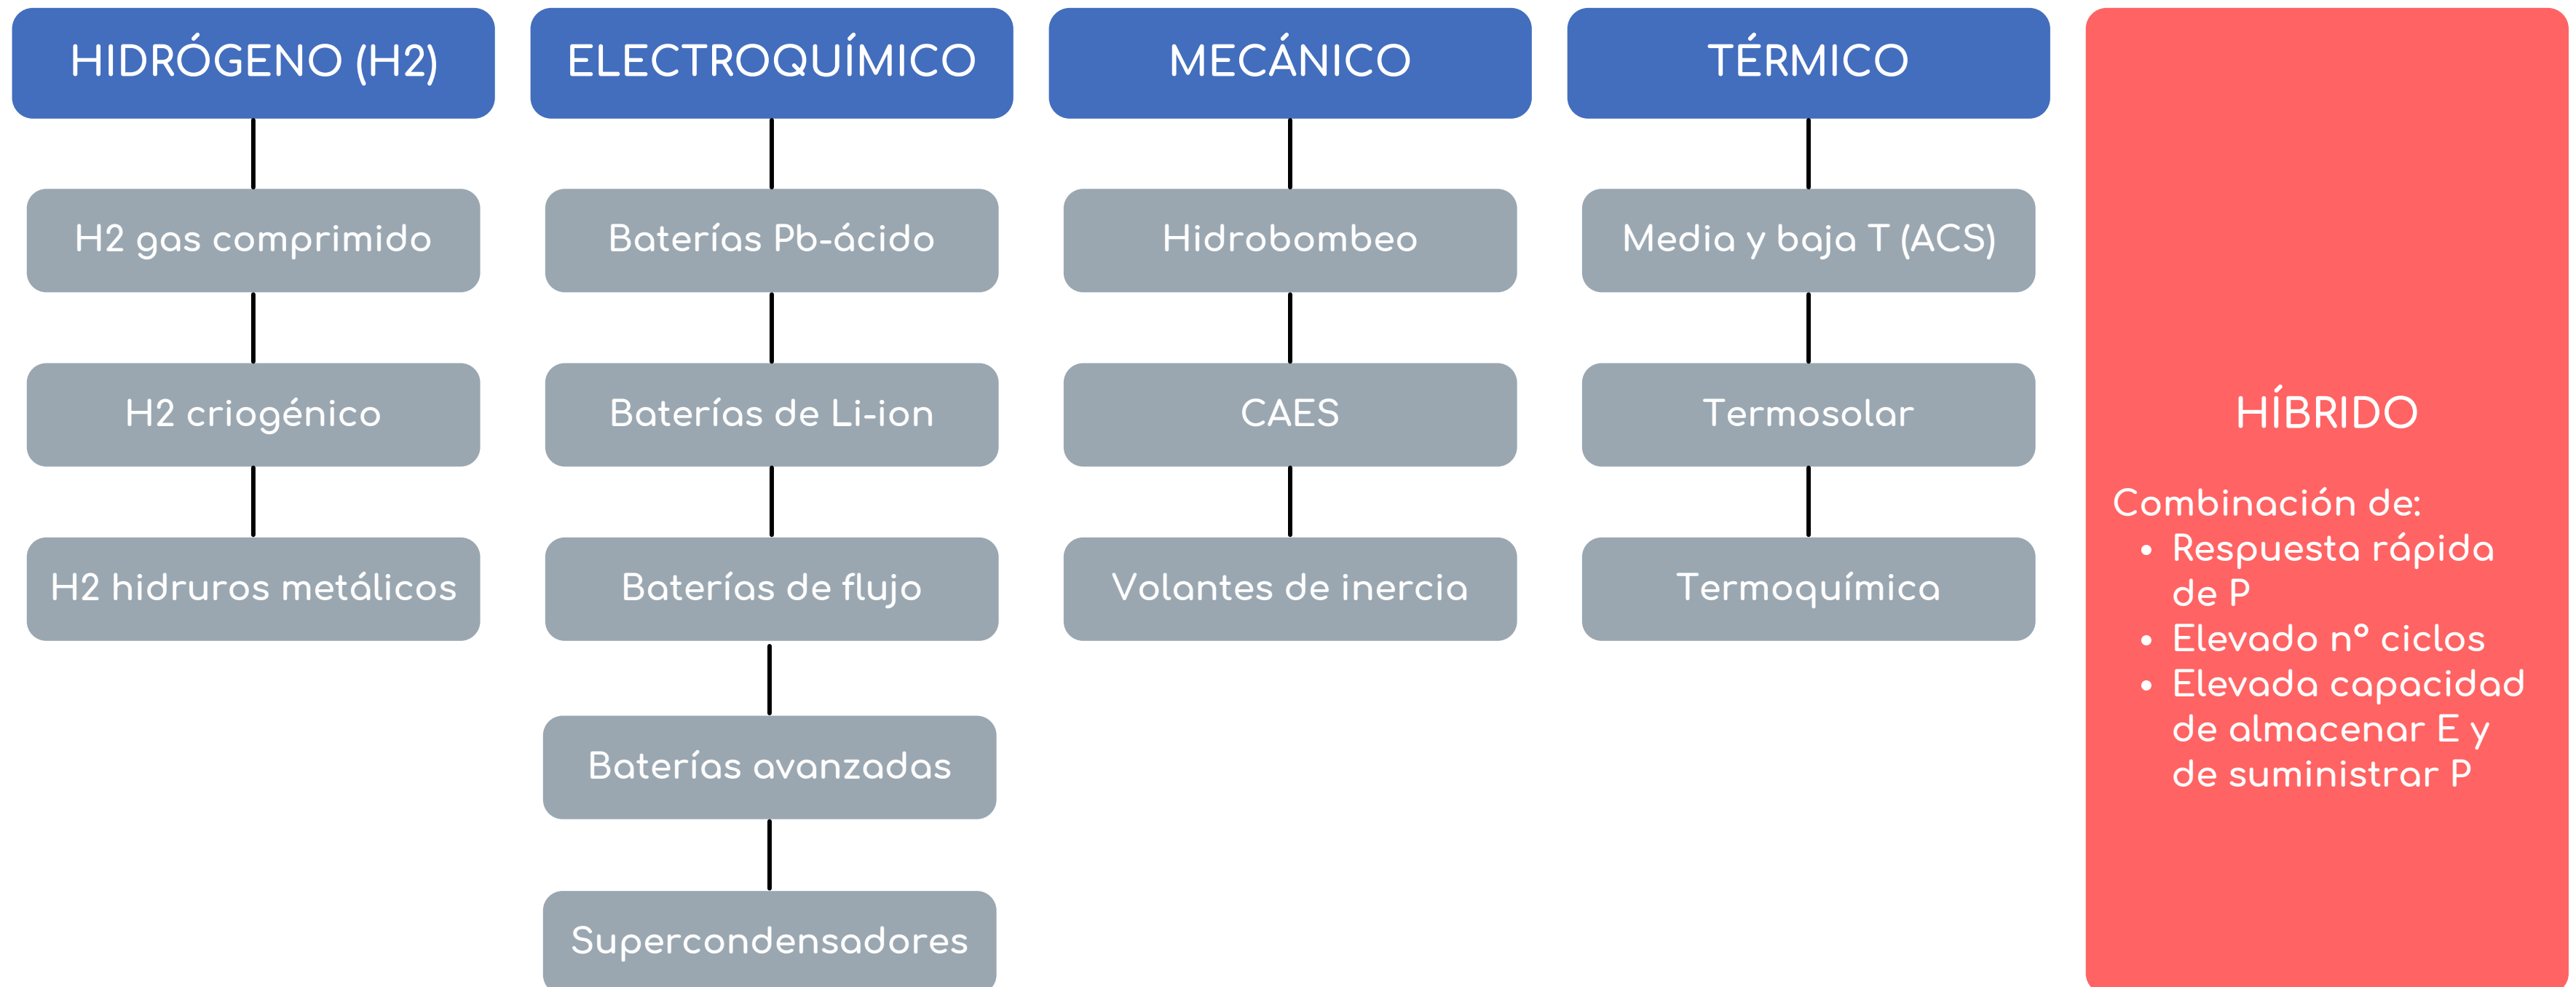 HIDRÓGENO (H2)
H2 gas comprimido
H2 criogénico
H2 hidruros metálicos
ELECTROQUÍMICO
Baterías Pb-ácido
Baterías de Li-ion
Baterías de flujo
Baterías avanzadas
Supercondensadores
MECÁNICO
Hidrobombeo
CAES
Volantes de inercia
TÉRMICO
Media y baja T (ACS)
Termosolar
Termoquímica
HÍBRIDO
Combinación de:
• Respuesta rápida
de P
• Elevado nº ciclos
• Elevada capacidad
de almacenar E y
de suministrar P